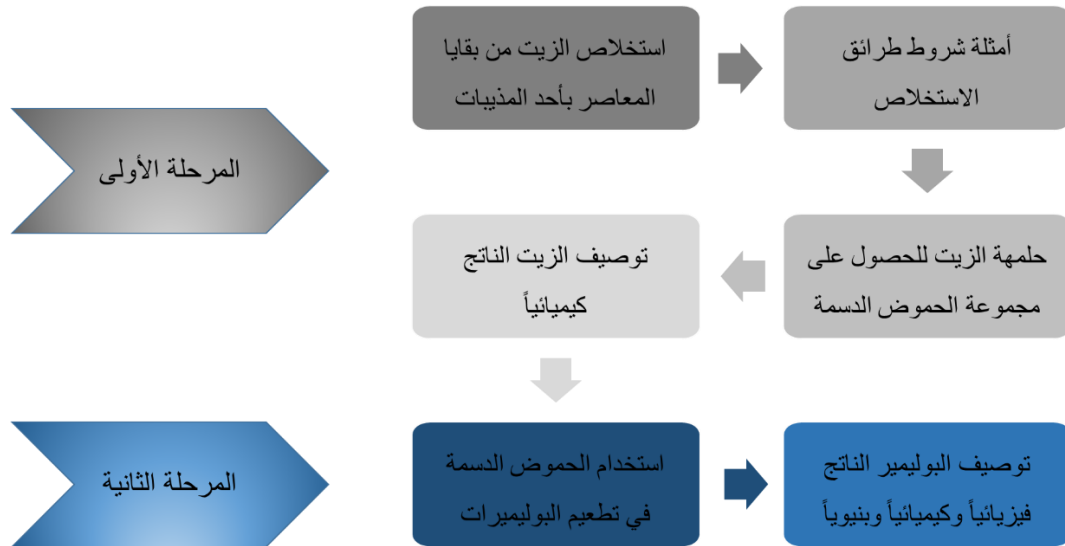 المرحلة الأولى
استخلاص الزيت من بقايا
المعاصر بأحد المذيبات
أمثلة شروط طرائق
الاستخلاص
حلمهة الزيت للحصول على
مجموعة الحموض الدسمة
توصيف الزيت الناتج
كيميائياً
المرحلة الثانية
استخدام الحموض الدسمة
في تطعيم البوليميرات
توصيف البوليمير الناتج
فيزيائياً وكيميائياً وبنيوياً